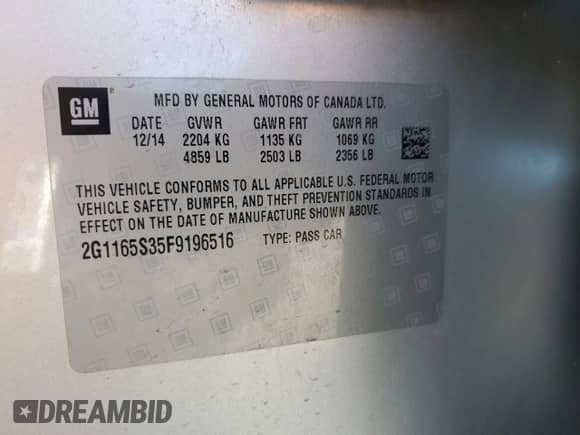 GM
MFD BY GENERAL MOTORS OF CANADA LTD.
DATE GVWR GAWR FRT GAWR RR
12/14 2204 KG 1135 KG 1069 KG
4859 LB 2503 LB 2356 LB
THIS VEHICLE CONFORMS TO ALL APPLICABLE U.S. FEDERAL MOTOR
VEHICLE SAFETY, BUMPER, AND THEFT PREVENTION STANDARDS IN
EFFECT ON THE DATE OF MANUFACTURE SHOWN ABOVE.
2G1165S35F9196516 TYPE: PASS CAR
DREAMBID